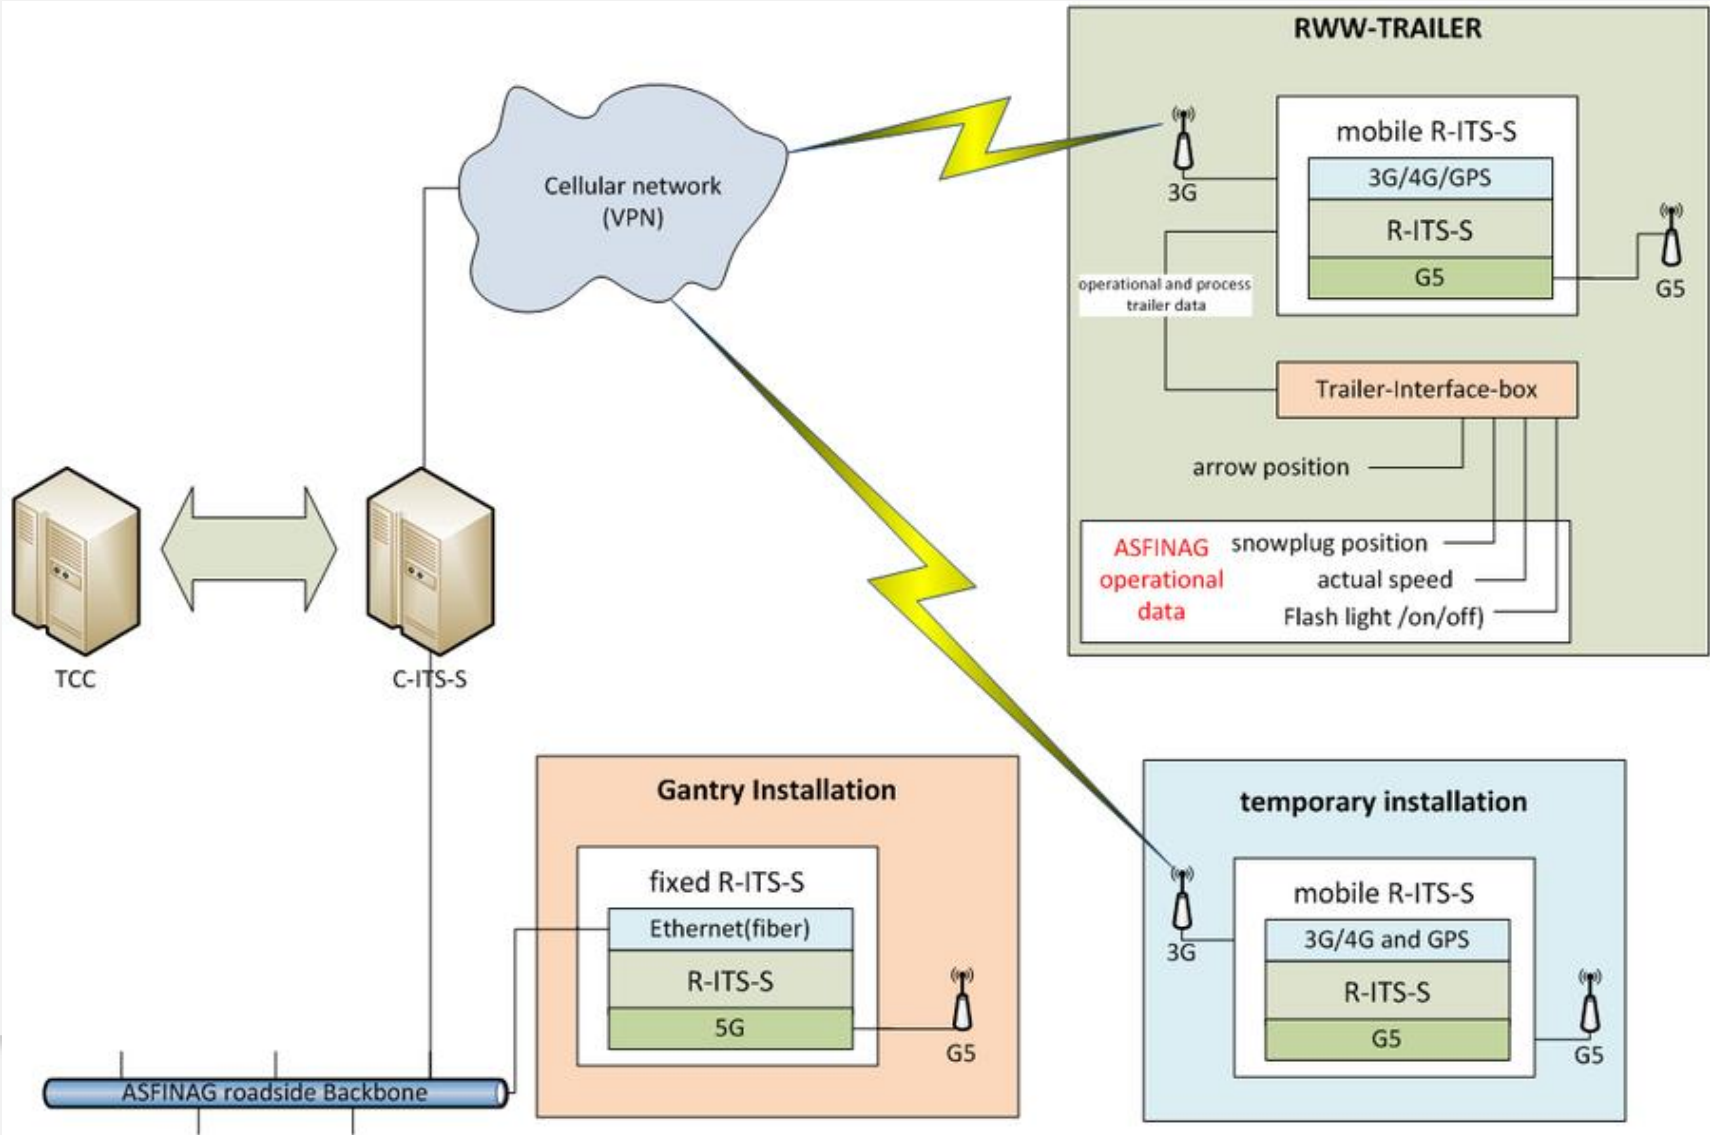 RWW-TRAILER
mobile R-ITS-S
3G/4G/GPS
R-ITS-S
G5
3G
G5
operational and process
trailer data
Trailer-Interface-box
arrow position
ASFINAG
operational
data
snowplug position
actual speed
Flash light /on/off)
Cellular network
(VPN)
TCC
C-ITS-S
Gantry Installation
fixed R-ITS-S
Ethernet(fiber)
R-ITS-S
5G
G5
temporary installation
mobile R-ITS-S
3G/4G and GPS
R-ITS-S
G5
3G
G5
ASFINAG roadside Backbone